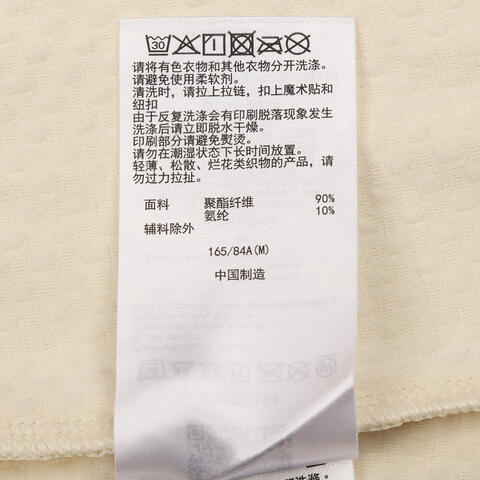 30
请将有色衣物和其他衣物分开洗涤。
请避免使用柔软剂。
清洗时，请拉上拉链，扣上魔术贴和
纽扣
由于反复洗涤会有印刷脱落现象发生
洗涤后请立即脱水干燥。
印刷部分请避免熨烫。
请勿在潮湿状态下长时间放置。
轻薄、松散、烂花类织物的产品，请
勿过力拉扯。
面料 聚酯纤维 90%
氨纶 10%
辅料除外
165/84A(M)
中国制造